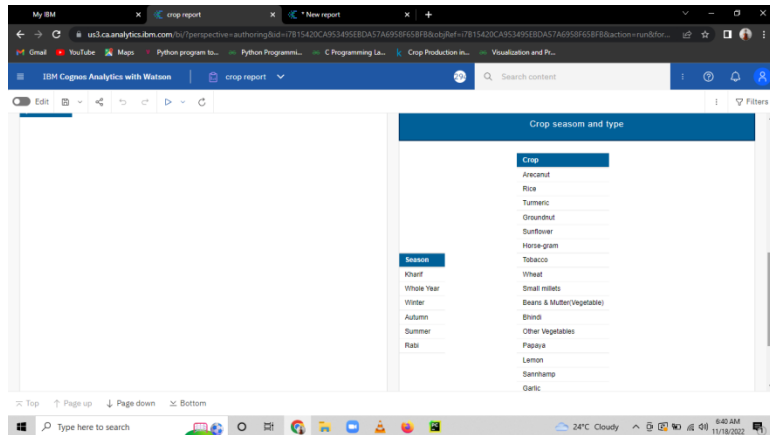 My IBM
crop report
* New report
us3.ca.analytics.ibm.com/bi/?perspective=authoring&id=i7B15420CA953495EBDA57A6958F65BFB&objRef=i7B15420CA953495EBDA57A6958F65BFB&action=run&for...
Gmail YouTube Maps Python program to... Python Programmi... C Programming La... Crop Production in... Visualization and Pr...
IBM Cognos Analytics with Watson
crop report
Search content
Edit
Filters
Crop seasom and type
Crop
Arecanut
Rice
Turmeric
Groundnut
Sunflower
Horse-gram
Tobacco
Wheat
Small millets
Beans & Mutter(Vegetable)
Bhindi
Other Vegetables
Papaya
Lemon
Sannhamp
Garlic
Season
Kharif
Whole Year
Winter
Autumn
Summer
Rabi
Top Page up Page down Bottom
Type here to search
24°C Cloudy
6:40 AM
11/18/2022